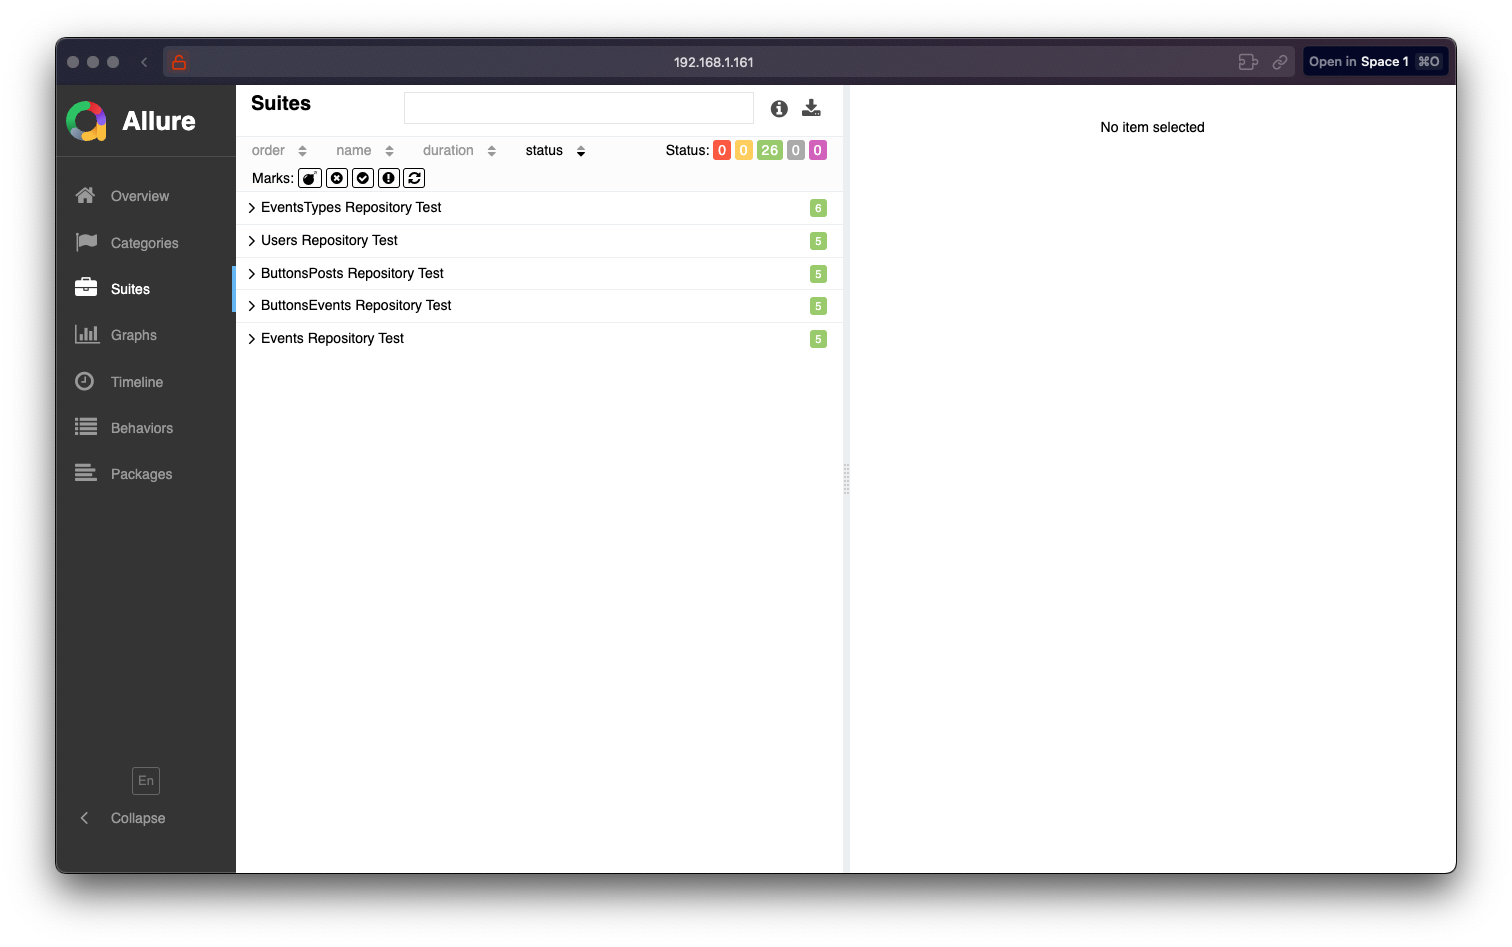 192.168.1.161
Open in Space 1 ⌘O
Allure
Overview
Categories
Suites
Graphs
Timeline
Behaviors
Packages
En
Collapse
Suites
order name duration status Status: 0 0 26 0 0
Marks:
EventsTypes Repository Test 6
Users Repository Test 5
ButtonsPosts Repository Test 5
ButtonsEvents Repository Test 5
Events Repository Test 5
No item selected